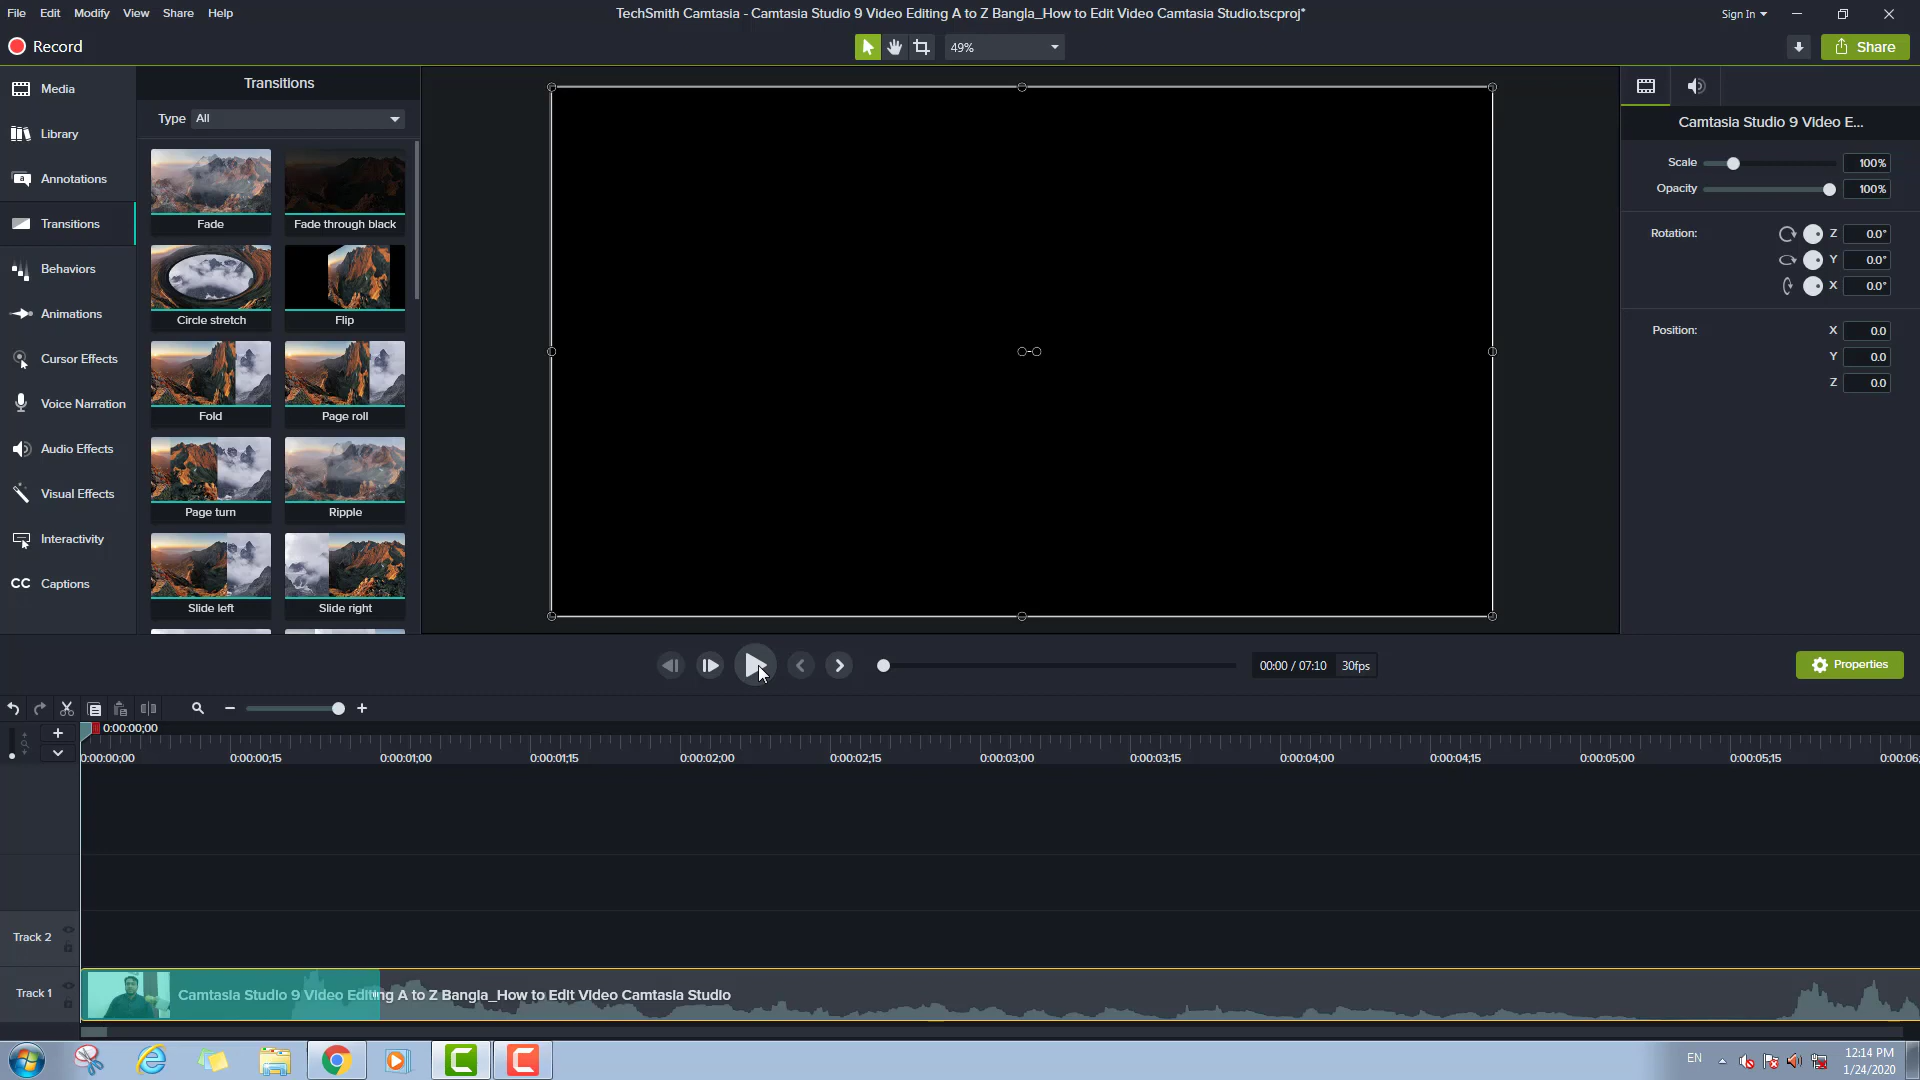 File Edit Modify View Share Help
TechSmith Camtasia - Camtasia Studio 9 Video Editing A to Z Bangla_How to Edit Video Camtasia Studio.tscproj*
Sign In
Record
49%
Share
Media
Library
Annotations
Transitions
Behaviors
Animations
Cursor Effects
Voice Narration
Audio Effects
Visual Effects
Interactivity
CC Captions
Transitions
Type All
Fade Fade through black
Circle stretch Flip
Fold Page roll
Page turn Ripple
Slide left Slide right
Camtasia Studio 9 Video E...
Scale 100%
Opacity 100%
Rotation: Z 0.0°
Y 0.0°
X 0.0°
Position: X 0.0
Y 0.0
Z 0.0
00:00 / 07:10 30fps
Properties
0:00:00;00
0:00:00;00 0:00:00;15 0:00:01;00 0:00:01;15 0:00:02;00 0:00:02;15 0:00:03;00 0:00:03;15 0:00:04;00 0:00:04;15 0:00:05;00 0:00:05;15 0:00:06;
Track 2
Track 1
Camtasia Studio 9 Video Editing A to Z Bangla_How to Edit Video Camtasia Studio
EN
12:14 PM
1/24/2020